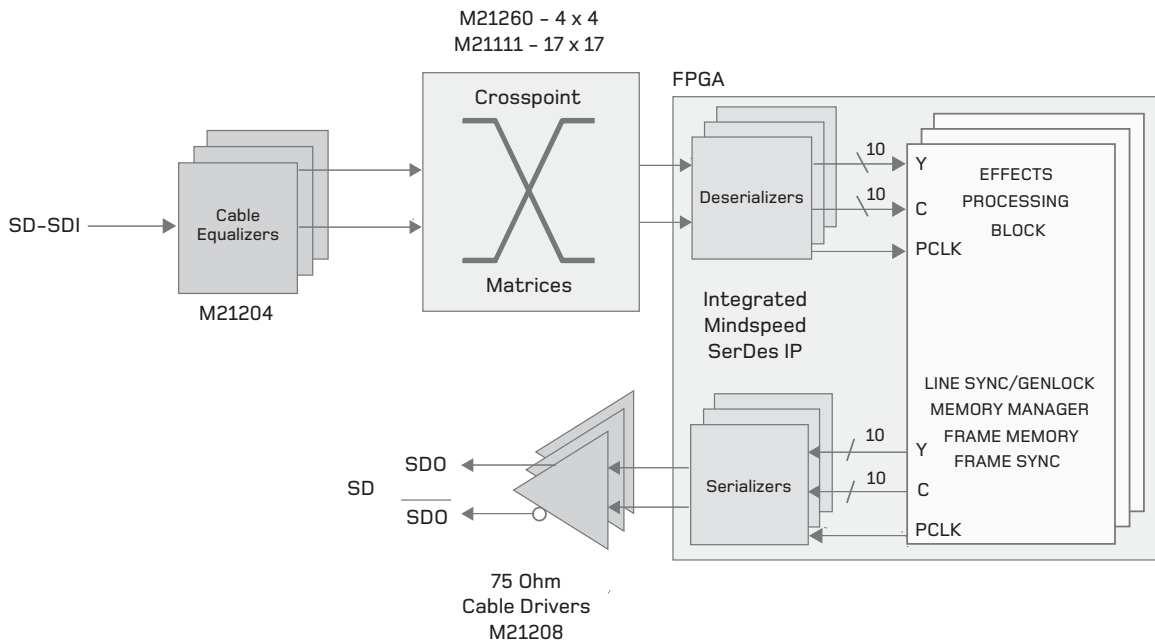 M21260 – 4 x 4
M21111 – 17 x 17
FPGA
Crosspoint
Matrices
SD-SDI
Cable
Equalizers
M21204
Deserializers
10
10
Y
C
PCLK
EFFECTS
PROCESSING
BLOCK
Integrated
Mindspeed
SerDes IP
LINE SYNC/GENLOCK
MEMORY MANAGER
FRAME MEMORY
FRAME SYNC
10
10
Y
C
PCLK
Serializers
SD
SDO
SDO
75 Ohm
Cable Drivers
M21208